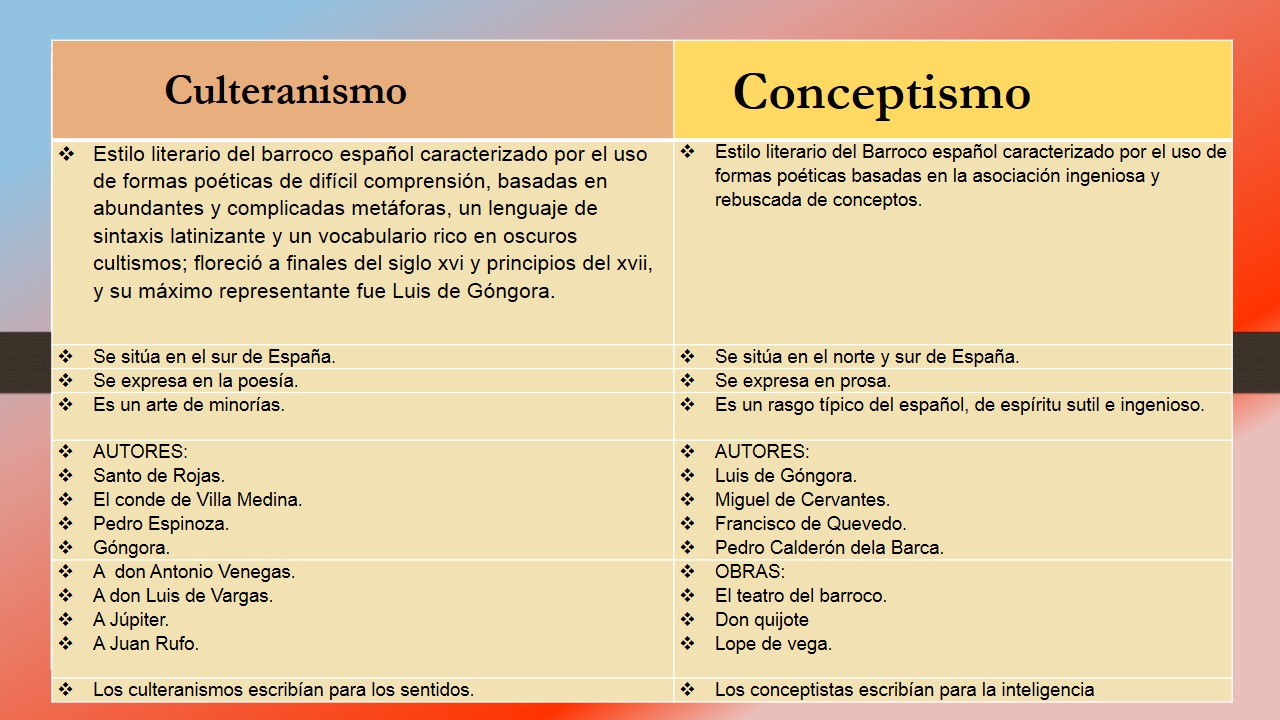 Culteranismo
Conceptismo
❖ Estilo literario del barroco español caracterizado por el uso
de formas poéticas de difícil comprensión, basadas en
abundantes y complicadas metáforas, un lenguaje de
sintaxis latinizante y un vocabulario rico en oscuros
cultismos; floreció a finales del siglo xvi y principios del xvii,
y su máximo representante fue Luis de Góngora.
❖ Estilo literario del Barroco español caracterizado por el uso de
formas poéticas basadas en la asociación ingeniosa y
rebuscada de conceptos.
❖ Se sitúa en el sur de España.
❖ Se sitúa en el norte y sur de España.
❖ Se expresa en la poesía.
❖ Se expresa en prosa.
❖ Es un arte de minorías.
❖ Es un rasgo típico del español, de espíritu sutil e ingenioso.
❖ AUTORES:
❖ Santo de Rojas.
❖ El conde de Villa Medina.
❖ Pedro Espinoza.
❖ Góngora.
❖ AUTORES:
❖ Luis de Góngora.
❖ Miguel de Cervantes.
❖ Francisco de Quevedo.
❖ Pedro Calderón dela Barca.
❖ A don Antonio Venegas.
❖ A don Luis de Vargas.
❖ A Júpiter.
❖ A Juan Rufo.
❖ OBRAS:
❖ El teatro del barroco.
❖ Don quijote
❖ Lope de vega.
❖ Los culteranismos escribían para los sentidos.
❖ Los conceptistas escribían para la inteligencia